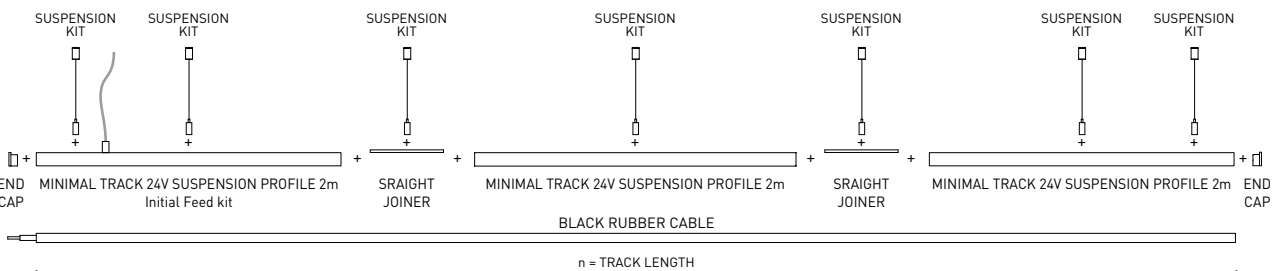 SUSPENSION
KIT
SUSPENSION
KIT
SUSPENSION
KIT
SUSPENSION
KIT
SUSPENSION
KIT
SUSPENSION
KIT
SUSPENSION
KIT
+ + + + + + +
+ + + + + +
END
CAP
MINIMAL TRACK 24V SUSPENSION PROFILE 2m
Initial Feed kit
SRAIGHT
JOINER
MINIMAL TRACK 24V SUSPENSION PROFILE 2m
SRAIGHT
JOINER
MINIMAL TRACK 24V SUSPENSION PROFILE 2m
END
CAP
BLACK RUBBER CABLE
n = TRACK LENGTH